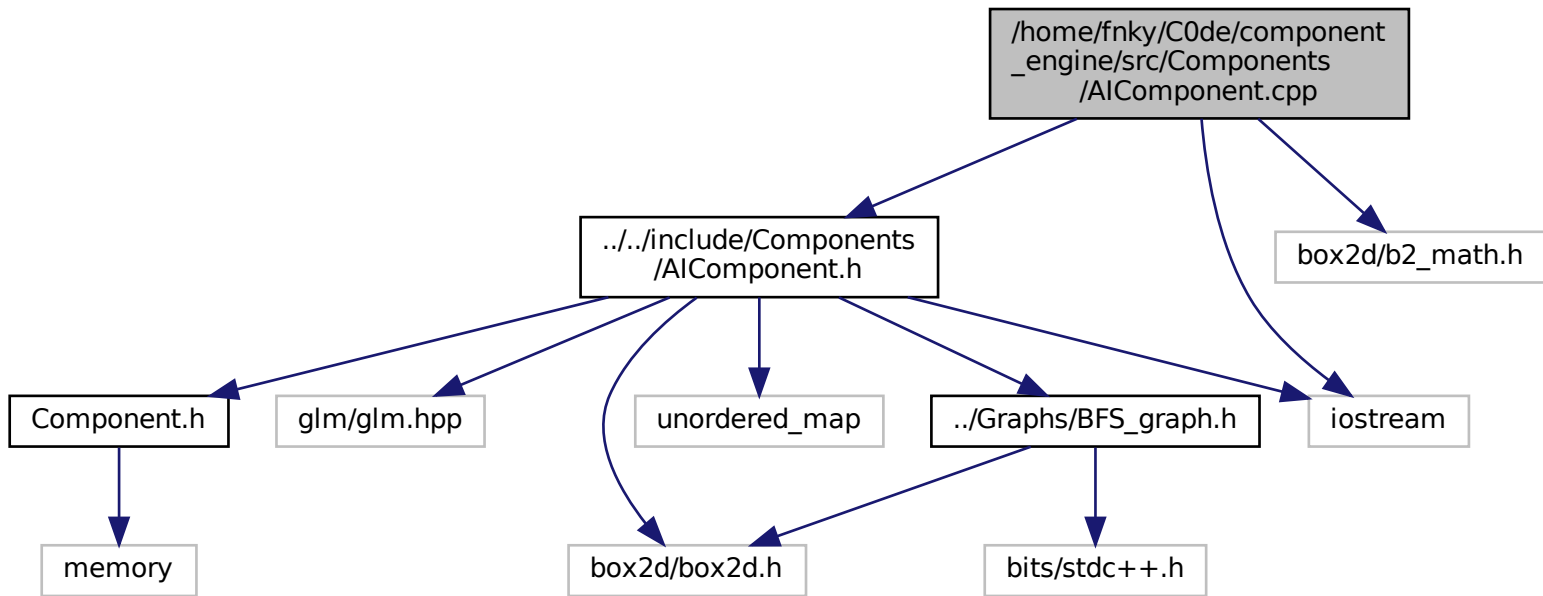 /home/fnky/C0de/component
_engine/src/Components
/AIComponent.cpp
../../include/Components
/AIComponent.h
box2d/b2_math.h
Component.h
glm/glm.hpp
unordered_map
../Graphs/BFS_graph.h
iostream
memory
box2d/box2d.h
bits/stdc++.h